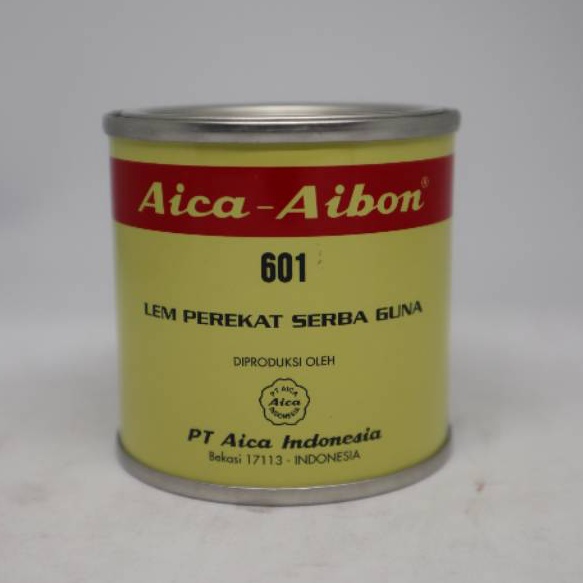 Aica-Aibon®
601
LEM PEREKAT SERBA GUNA
DIPRODUKSI OLEH
PT AICA
Aica
INDONESIA
PT Aica Indonesia
Bekasi 17113 - INDONESIA